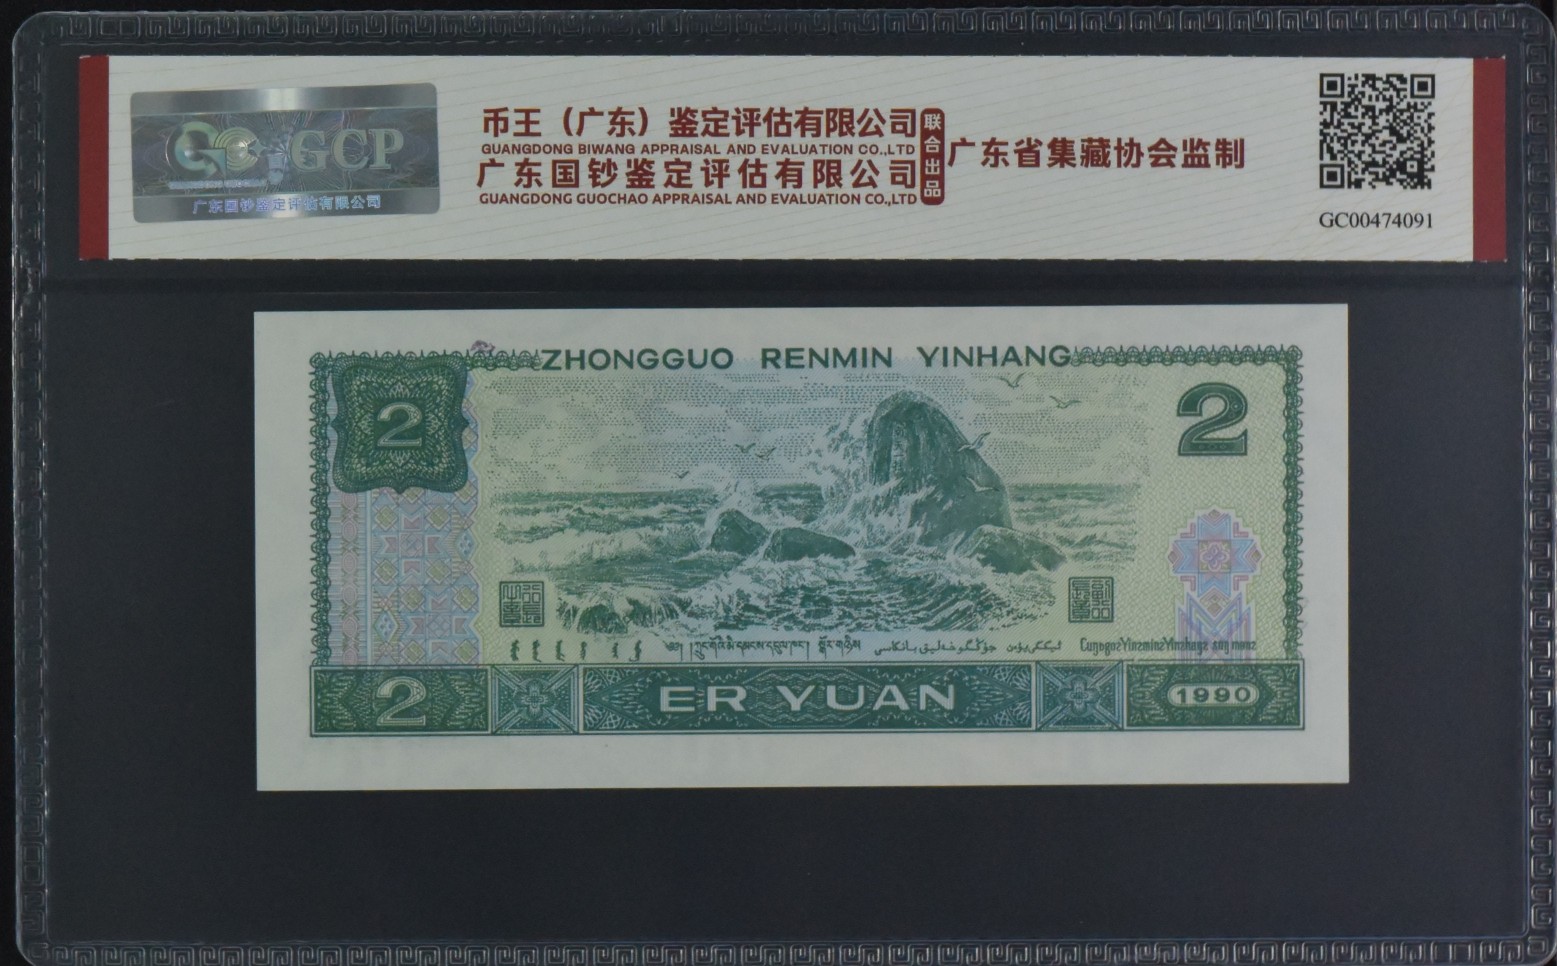 GCP
广东国钞鉴定评估有限公司
币王（广东）鉴定评估有限公司
GUANGDONG BIWANG APPRAISAL AND EVALUATION CO.,LTD
广东国钞鉴定评估有限公司
GUANGDONG GUOCHAO APPRAISAL AND EVALUATION CO.,LTD
联合出品
广东省集藏协会监制
GC00474091
ZHONGGUO RENMIN YINHANG
2
2
2
ER YUAN
1990